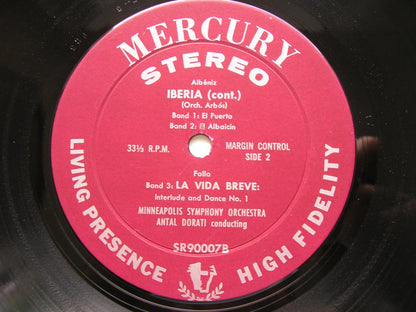 MERCURY
STEREO
Albéniz
IBERIA (cont.)
(Orch. Arbós)
Band 1: El Puerto
Band 2: El Albaicín
33⅓ R.P.M.
MARGIN CONTROL
SIDE 2
Falla
Band 3: LA VIDA BREVE:
Interlude and Dance No. 1
MINNEAPOLIS SYMPHONY ORCHESTRA
ANTAL DORATI conducting
SR90007B
LIVING PRESENCE
HIGH FIDELITY